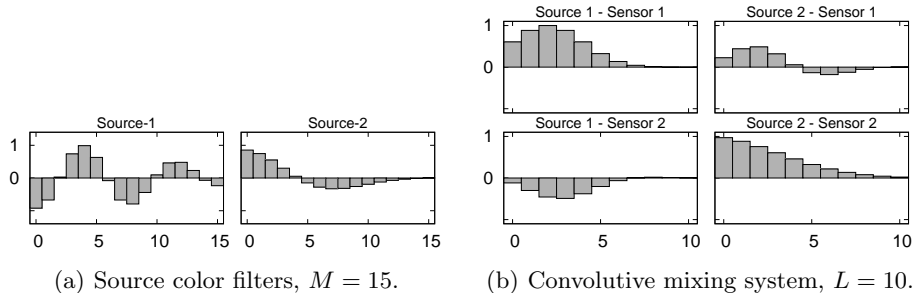 Source 1 - Sensor 1
Source 2 - Sensor 1
1
0
Source-1
Source-2
Source 1 - Sensor 2
Source 2 - Sensor 2
1
0
1
0
0 5 10 15
0 5 10 15
0 5 10
0 5 10
(a) Source color filters, M = 15.
(b) Convolutive mixing system, L = 10.